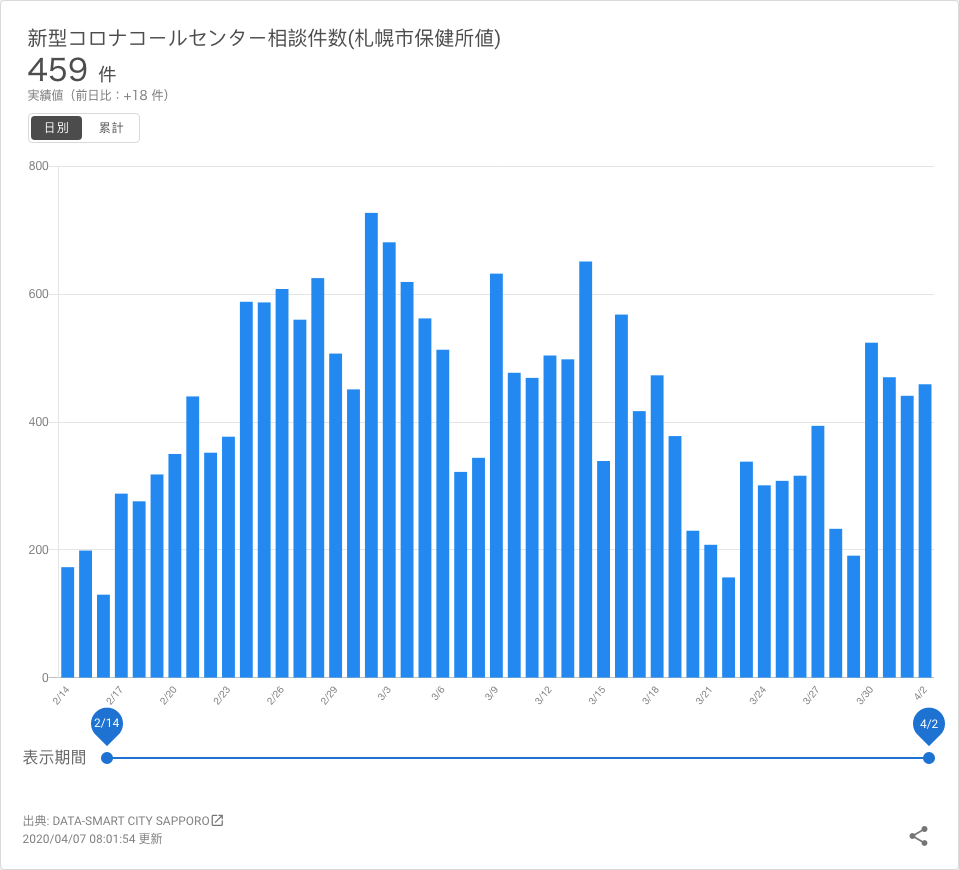 新型コロナコールセンター相談件数(札幌市保健所値)
459 件
実績値（前日比：+18 件）
日別 累計
800
600
400
200
0
2/14 2/17 2/20 2/23 2/26 2/29 3/3 3/6 3/9 3/12 3/15 3/18 3/21 3/24 3/27 3/30 4/2
2/14 4/2
表示期間
出典: DATA-SMART CITY SAPPORO
2020/04/07 08:01:54 更新